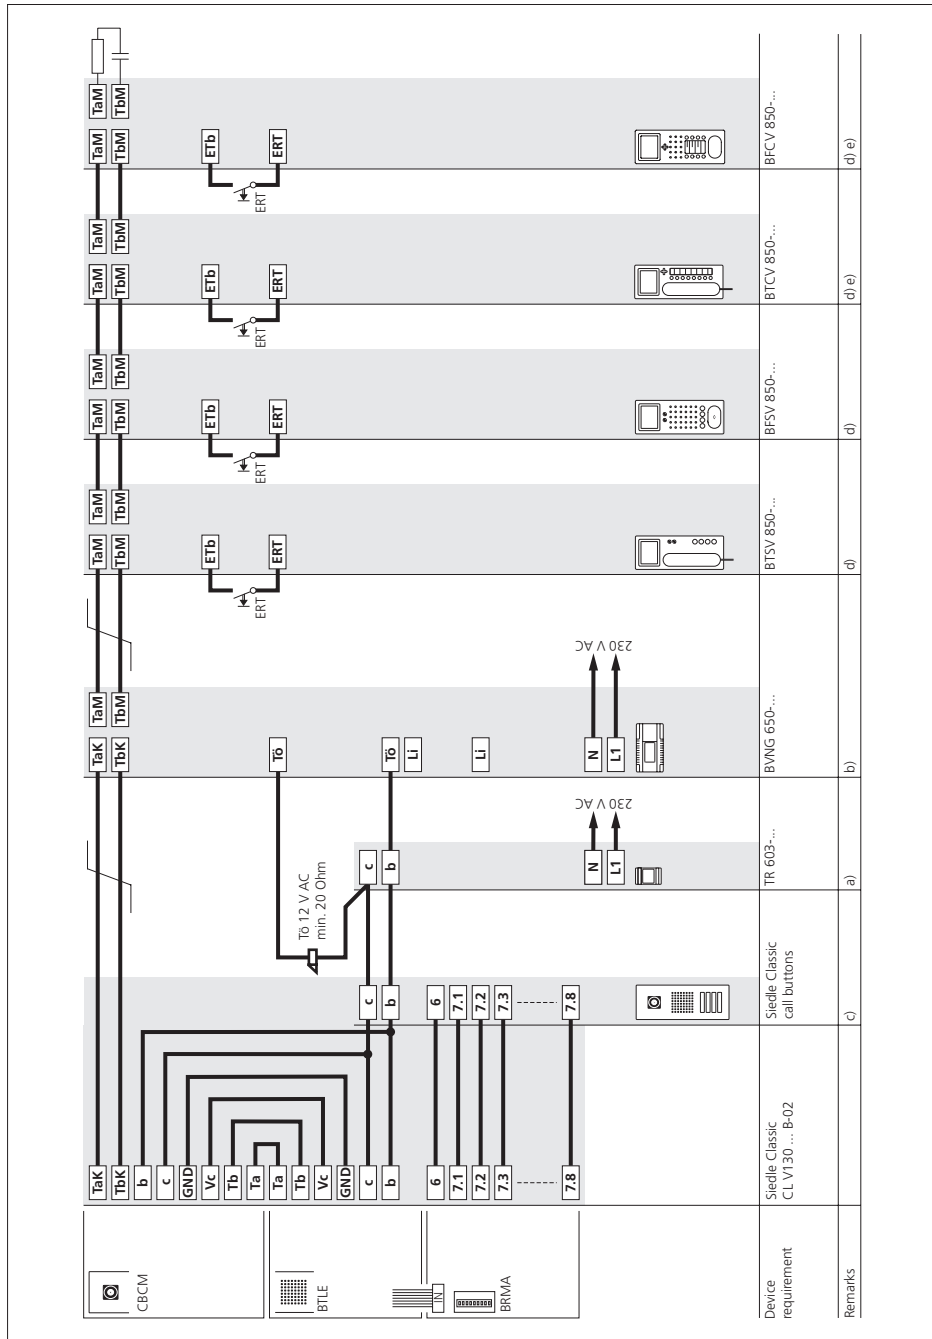 TaK TaK TaM TaM TaM TaM TaM TaM TaM TaM TaM
TbK TbK TbM TbM TbM TbM TbM TbM TbM TbM TbM
CBCM b
c
GND
Vc ETb ETb ETb ETb
Tb
Ta ERT ERT ERT ERT
Ta Tö ERT ERT ERT ERT
Tb Tö 12 V AC
BTLE Vc min. 20 Ohm
GND
c c c
b b b Tö
Li
IN 6 6
7.1 7.1
7.2 7.2 Li
7.3 7.3
BRMA
7.8 7.8
N N
230 V AC 230 V AC
L1 L1
Device
requirement
Siedle Classic
CL V130 ... B-02
Siedle Classic
call buttons
TR 603-...
BVNG 650-...
BTSV 850-...
BFSV 850-...
BTCV 850-...
BFCV 850-...
Remarks
c)
a)
b)
d)
d)
d) e)
d) e)